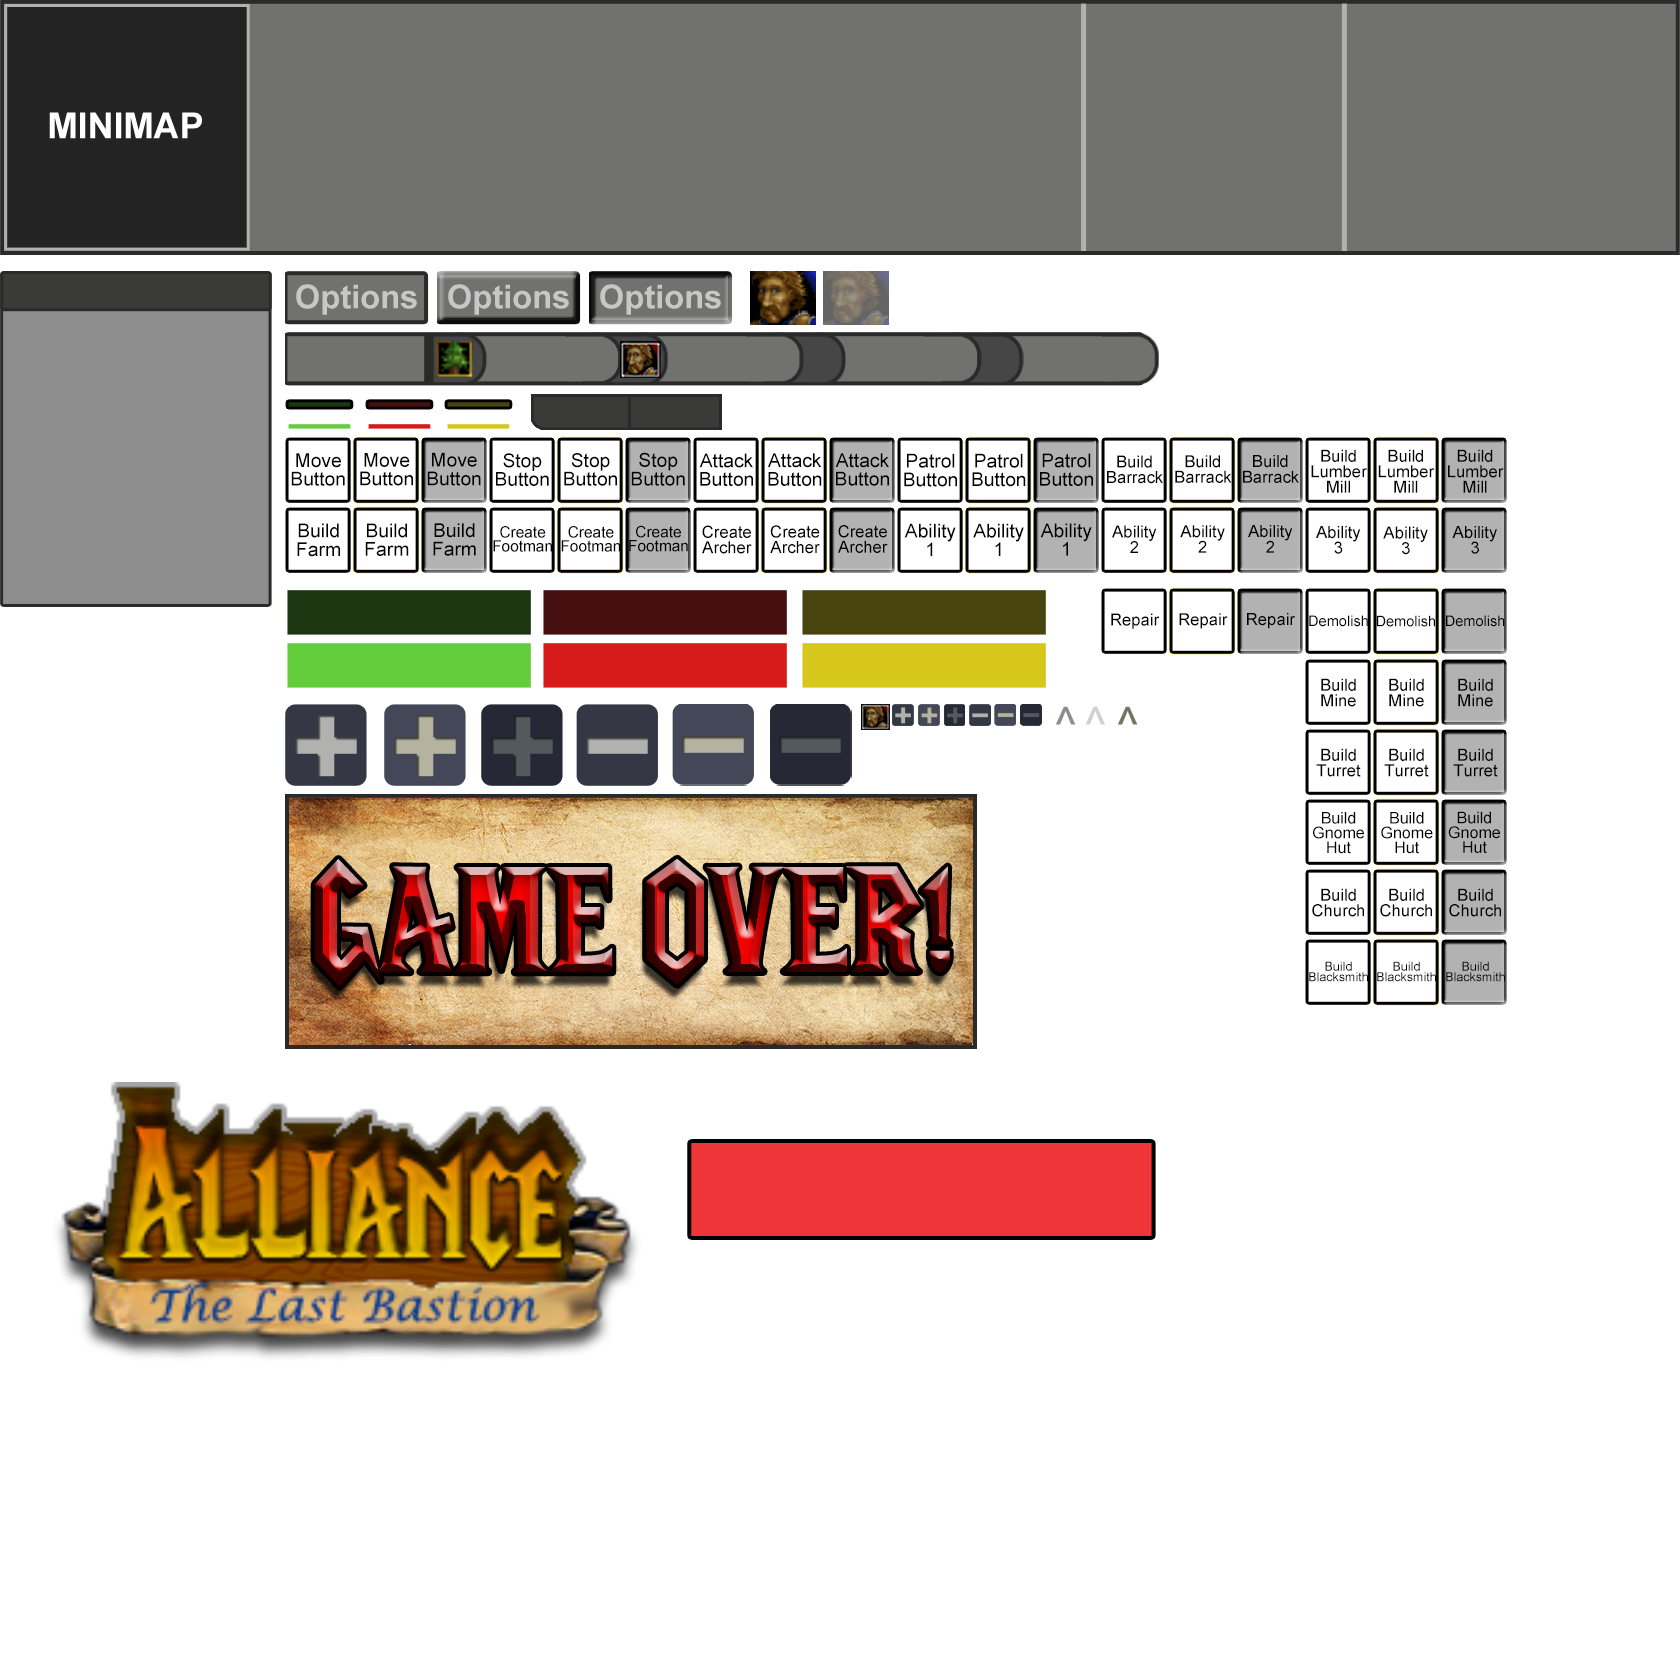 MINIMAP
Options Options Options
Move Button Move Button Move Button Stop Button Stop Button Stop Button Attack Button Attack Button Attack Button Patrol Button Patrol Button Patrol Button Build Barrack Build Barrack Build Barrack Build Lumber Mill Build Lumber Mill Build Lumber Mill
Build Farm Build Farm Build Farm Create Footman Create Footman Create Footman Create Archer Create Archer Create Archer Ability 1 Ability 1 Ability 1 Ability 2 Ability 2 Ability 2 Ability 3 Ability 3 Ability 3
Repair Repair Repair Demolish Demolish Demolish
Build Mine Build Mine Build Mine
Build Turret Build Turret Build Turret
Build Gnome Hut Build Gnome Hut Build Gnome Hut
Build Church Build Church Build Church
Build Blacksmith Build Blacksmith Build Blacksmith
GAME OVER!
ALLIANCE
The Last Bastion